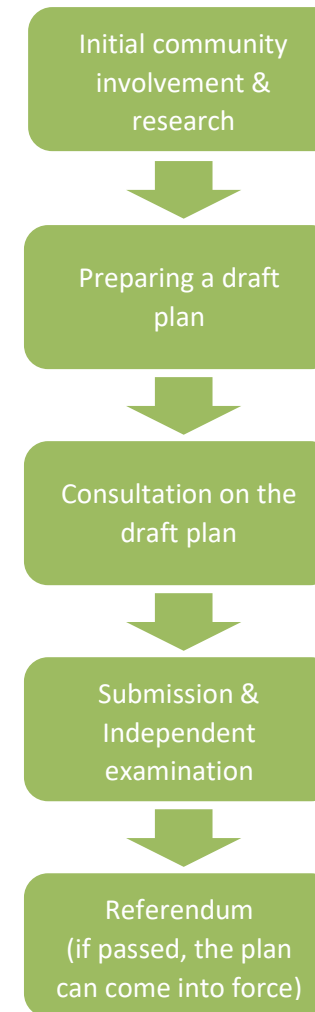 Initial community
involvement &
research
Preparing a draft
plan
Consultation on the
draft plan
Submission &
Independent
examination
Referendum
(if passed, the plan
can come into force)